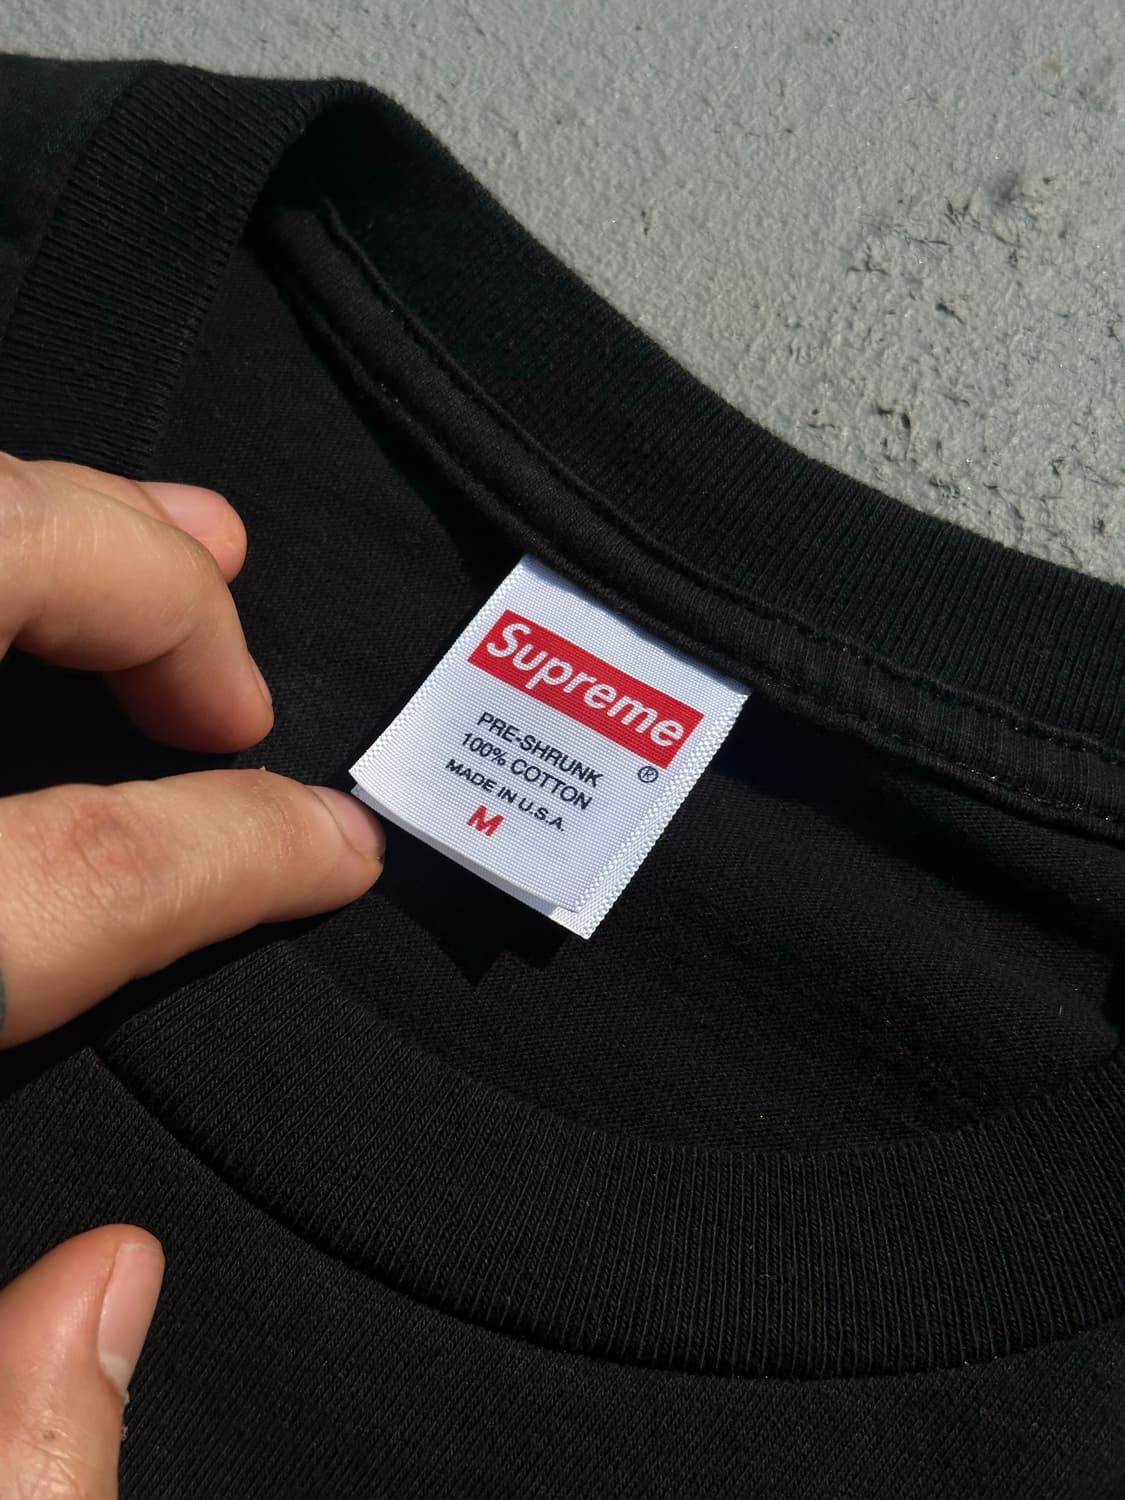 Supreme
®
PRE-SHRUNK
100% COTTON
MADE IN U.S.A.
M